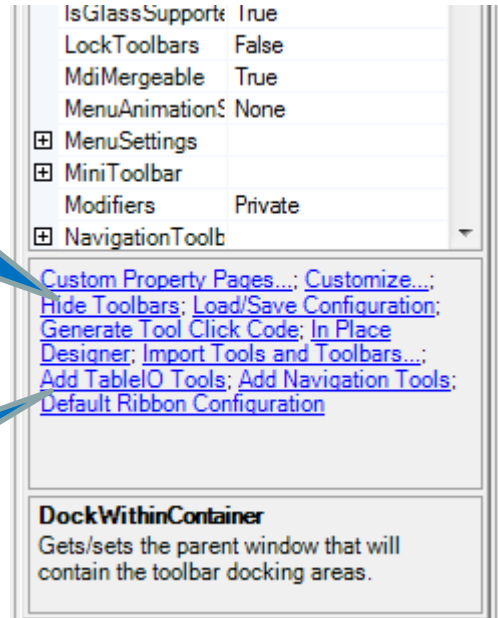 IsGlassSupporte True
LockToolbars False
MdiMergeable True
MenuAnimationS None
MenuSettings
MiniToolbar
Modifiers Private
NavigationToolb
Custom Property Pages...; Customize...;
Hide Toolbars; Load/Save Configuration;
Generate Tool Click Code; In Place
Designer; Import Tools and Toolbars...;
Add TableIO Tools; Add Navigation Tools;
Default Ribbon Configuration
DockWithinContainer
Gets/sets the parent window that will
contain the toolbar docking areas.